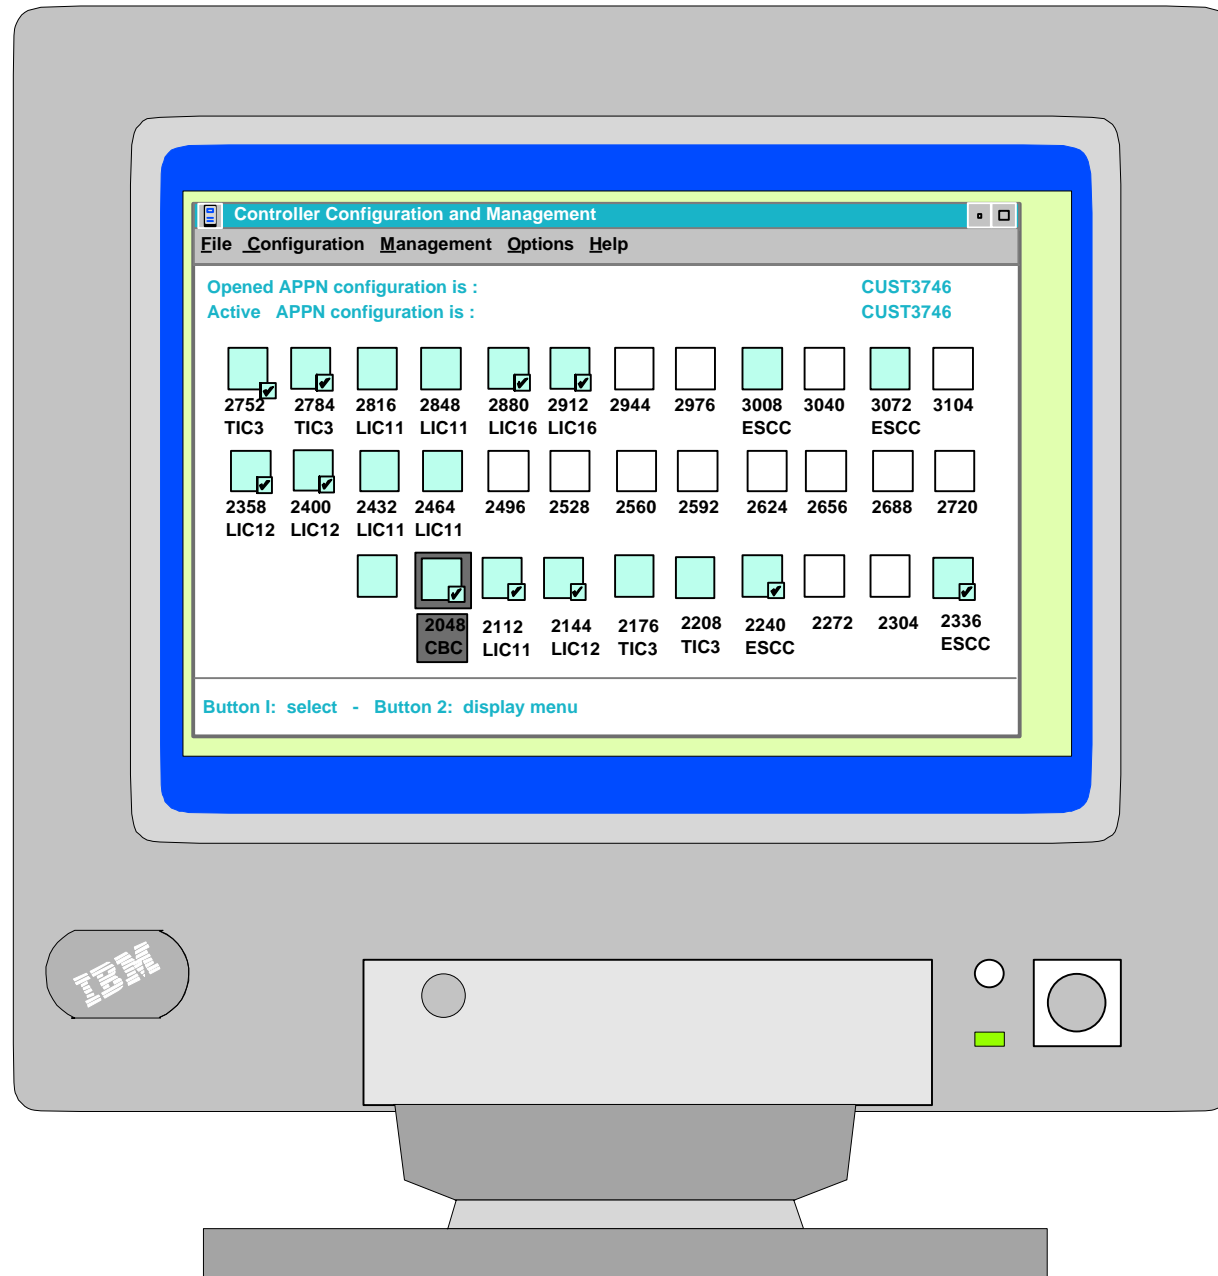 Controller Configuration and Management
File Configuration Management Options Help
Opened APPN configuration is : CUST3746
Active APPN configuration is : CUST3746
2752 2784 2816 2848 2880 2912 2944 2976 3008 3040 3072 3104
TIC3 TIC3 LIC11 LIC11 LIC16 LIC16 ESCC ESCC
2358 2400 2432 2464 2496 2528 2560 2592 2624 2656 2688 2720
LIC12 LIC12 LIC11 LIC11
2048 2112 2144 2176 2208 2240 2272 2304 2336
CBC LIC11 LIC12 TIC3 TIC3 ESCC ESCC
Button I: select - Button 2: display menu
IBM